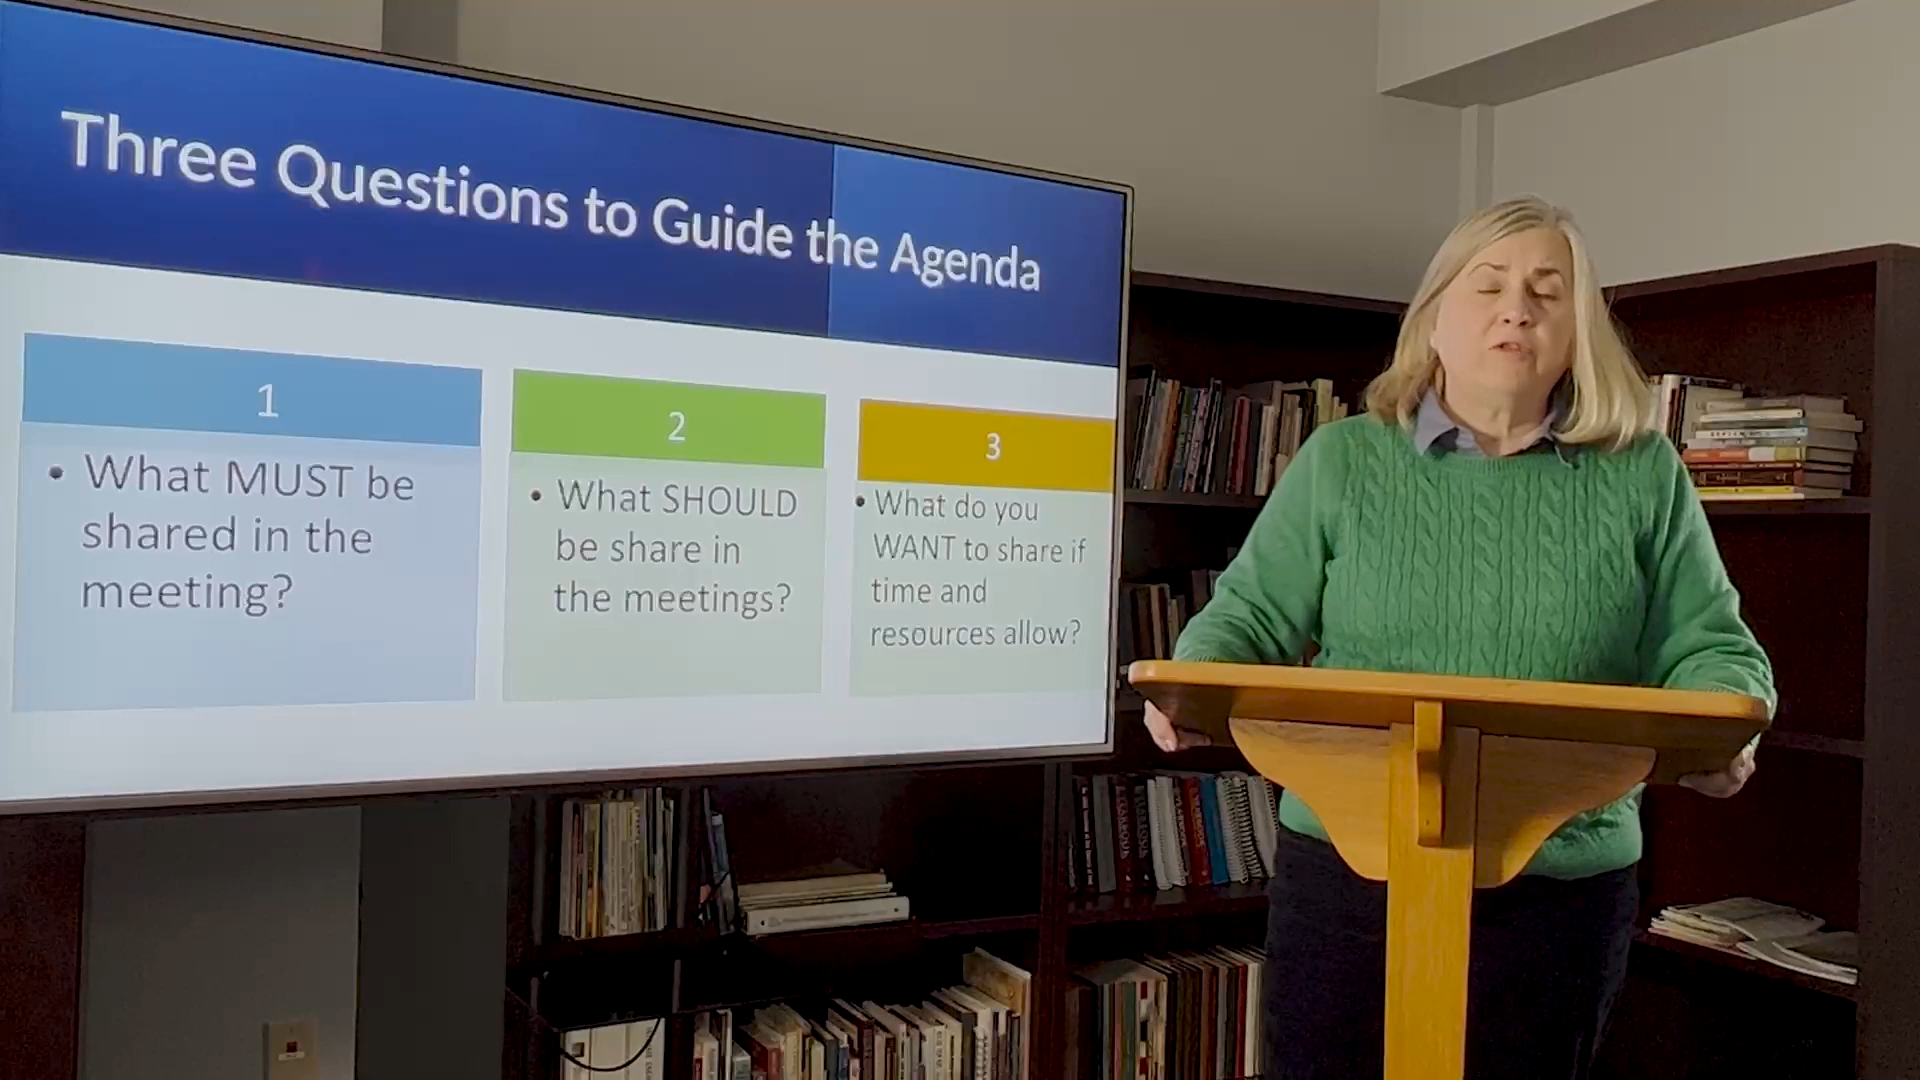 Three Questions to Guide the Agenda
1
• What MUST be
shared in the
meeting?
2
• What SHOULD
be share in
the meetings?
3
• What do you
WANT to share if
time and
resources allow?